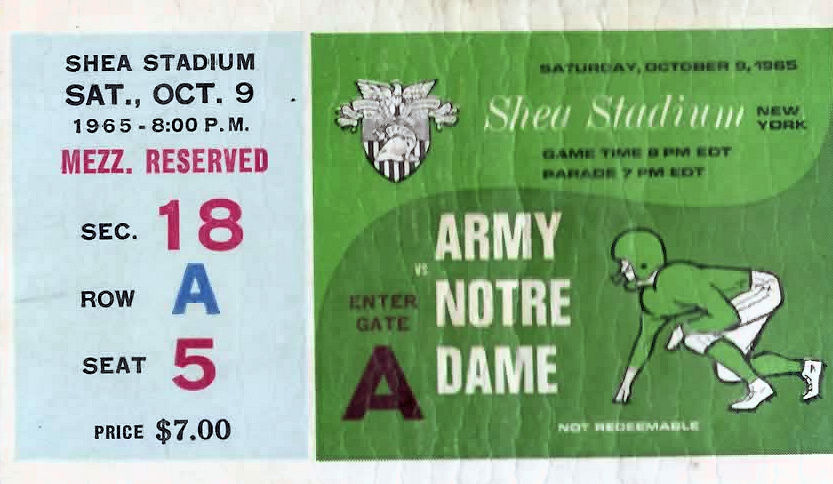 SHEA STADIUM
SAT., OCT. 9
1965 - 8:00 P.M.
MEZZ. RESERVED
SEC. 18
ROW A
SEAT 5
PRICE $7.00
SATURDAY, OCTOBER 9, 1965
Shea Stadium NEW YORK
GAME TIME 8 PM EDT
PARADE 7 PM EDT
ARMY
VS
NOTRE
DAME
ENTER
GATE
A
NOT REDEEMABLE